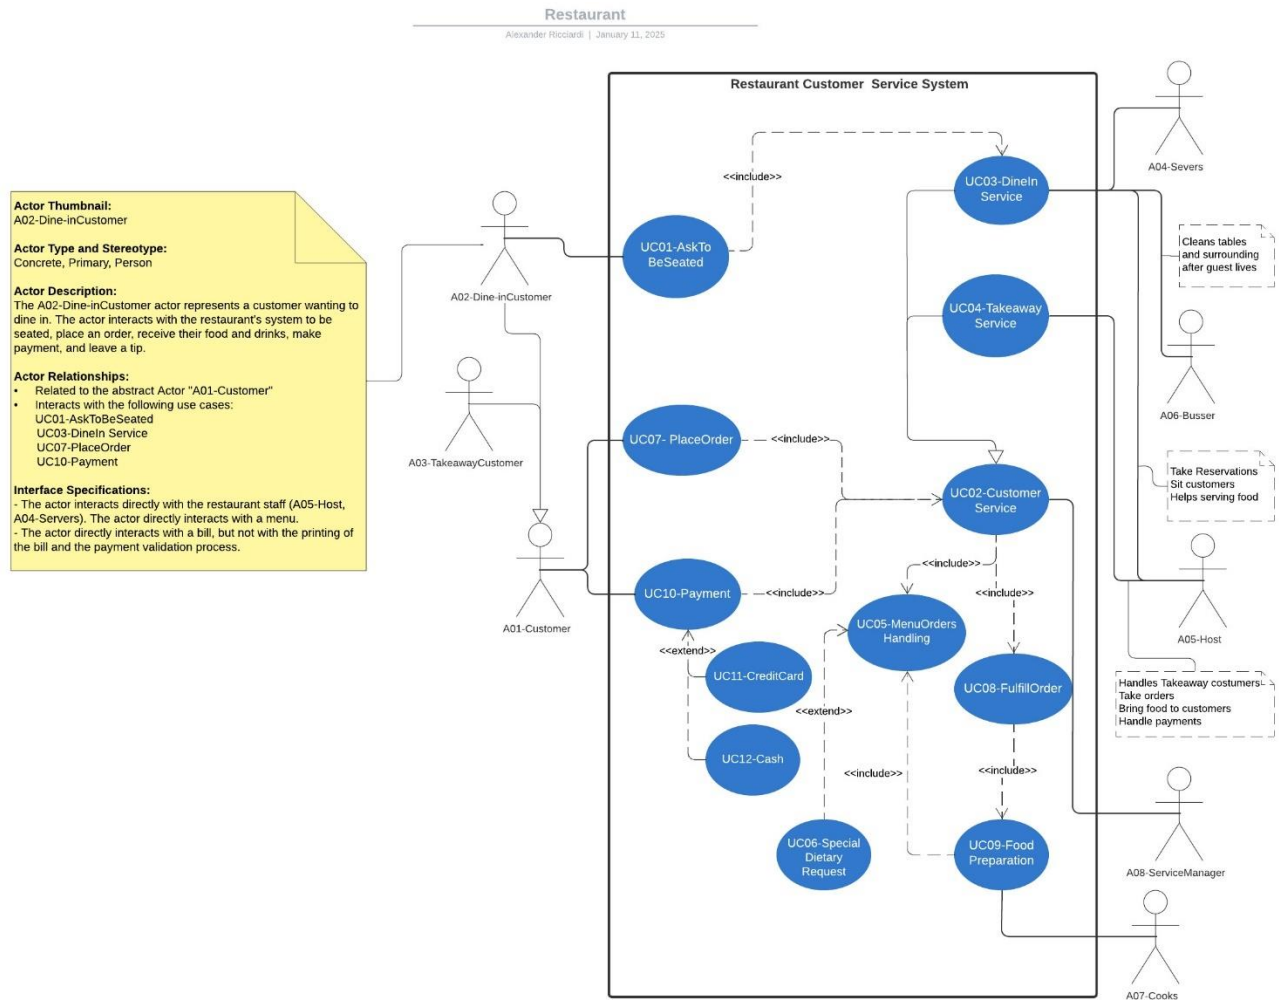 Restaurant
Alexander Ricciardi | January 11, 2025
Restaurant Customer Service System
Actor Thumbnail:
A02-Dine-inCustomer
Actor Type and Stereotype:
Concrete, Primary, Person
Actor Description:
The A02-Dine-inCustomer actor represents a customer wanting to
dine in. The actor interacts with the restaurant's system to be
seated, place an order, receive their food and drinks, make
payment, and leave a tip.
Actor Relationships:
• Related to the abstract Actor "A01-Customer"
• Interacts with the following use cases:
UC01-AskToBeSeated
UC03-DineIn Service
UC07-PlaceOrder
UC10-Payment
Interface Specifications:
- The actor interacts directly with the restaurant staff (A05-Host,
A04-Servers). The actor directly interacts with a menu.
- The actor directly interacts with a bill, but not with the printing of
the bill and the payment validation process.
A02-Dine-inCustomer
A03-TakeawayCustomer
A01-Customer
UC01-AskTo
BeSeated
<<include>>
UC03-DineIn
Service
UC04-Takeaway
Service
UC07- PlaceOrder
<<include>>
UC02-Customer
Service
UC10-Payment
<<include>>
<<include>>
<<include>>
UC05-MenuOrders
Handling
<<extend>>
UC11-CreditCard
UC08-FulfillOrder
<<extend>>
UC12-Cash
<<include>>
<<include>>
UC06-Special
Dietary
Request
UC09-Food
Preparation
A04-Severs
Cleans tables
and surrounding
after guest lives
A06-Busser
Take Reservations
Sit customers
Helps serving food
A05-Host
Handles Takeaway costumers
Take orders
Bring food to customers
Handle payments
A08-ServiceManager
A07-Cooks